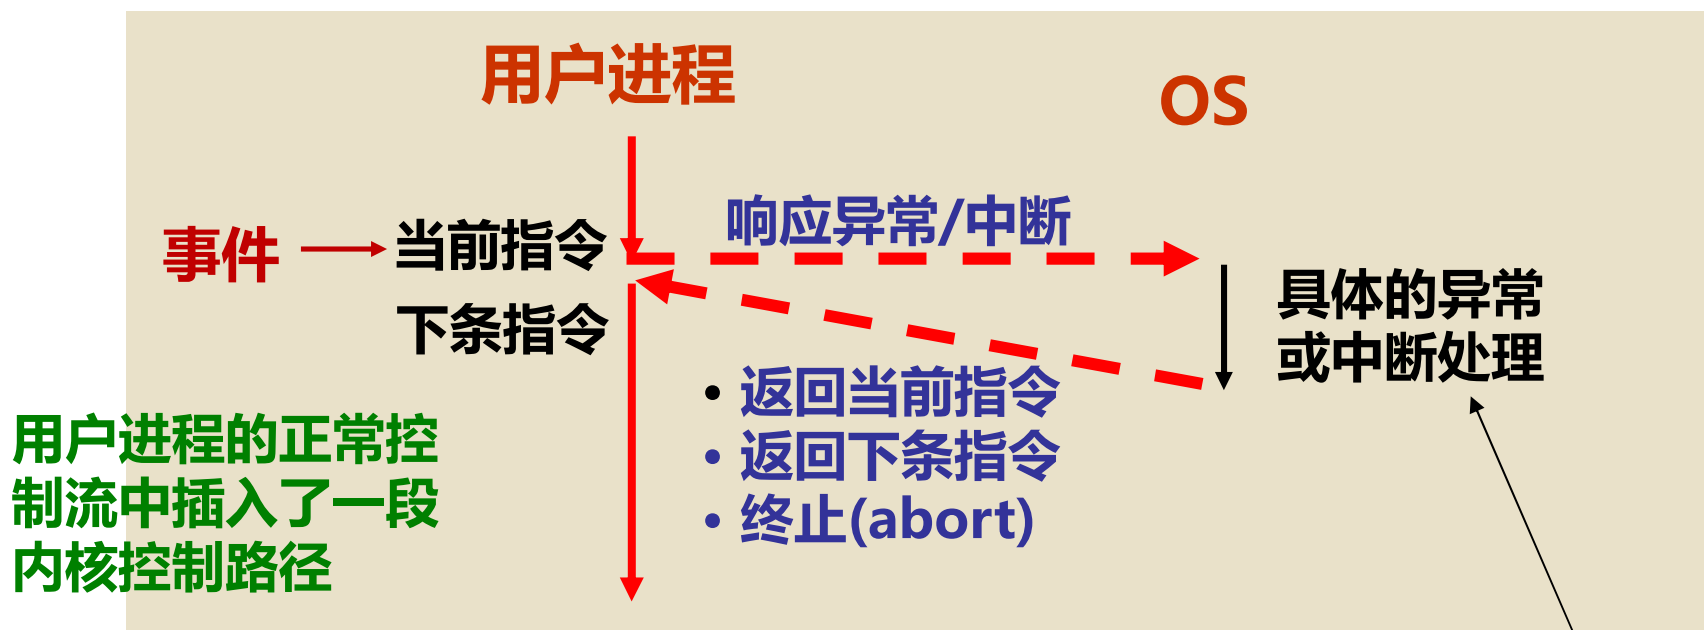 用户进程
OS
响应异常/中断
事件
当前指令
下条指令
具体的异常
或中断处理
• 返回当前指令
• 返回下条指令
• 终止(abort)
用户进程的正常控
制流中插入了一段
内核控制路径